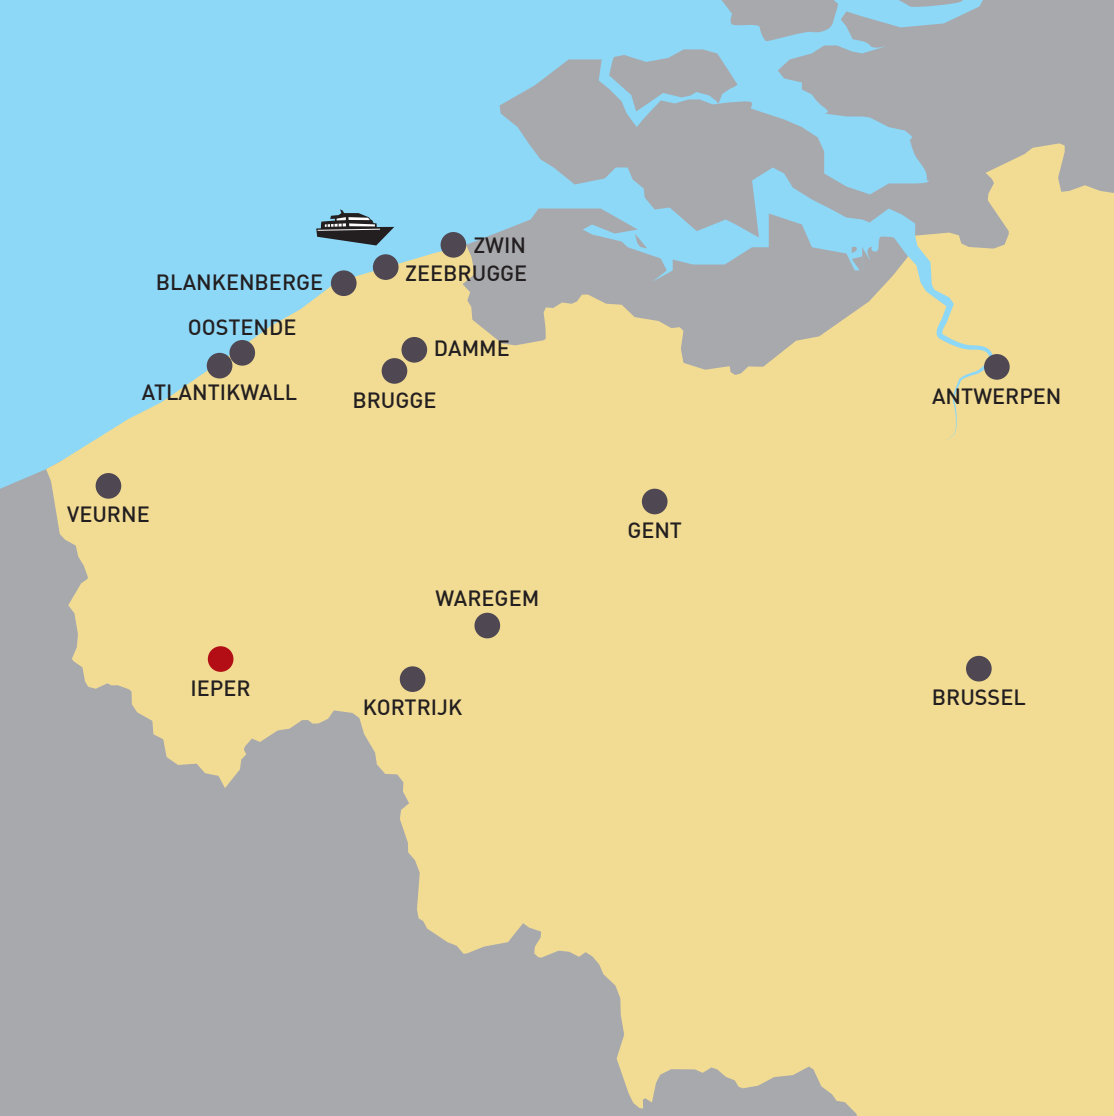 ZWIN
ZEEBRUGGE
BLANKENBERGE
OOSTENDE
DAMME
ATLANTIKWALL
BRUGGE
ANTWERPEN
VEURNE
GENT
WAREGEM
IEPER
KORTRIJK
BRUSSEL